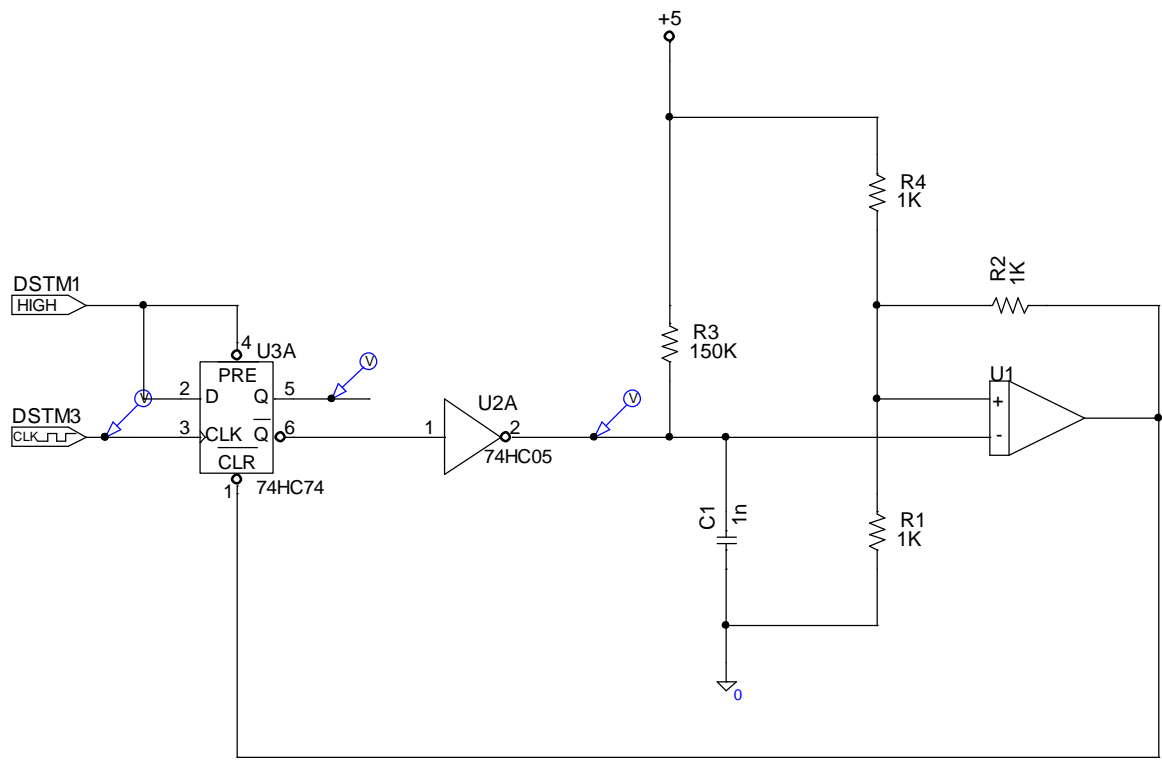 +5
R4
1K
R2
1K
DSTM1
HIGH
R3
150K
4
U3A
PRE
2
D
Q
5
V
V
V
U1
+
-
DSTM3
CLK
3
CLK
Q
6
1
U2A
2
74HC05
CLR
1
74HC74
C1
1n
R1
1K
0